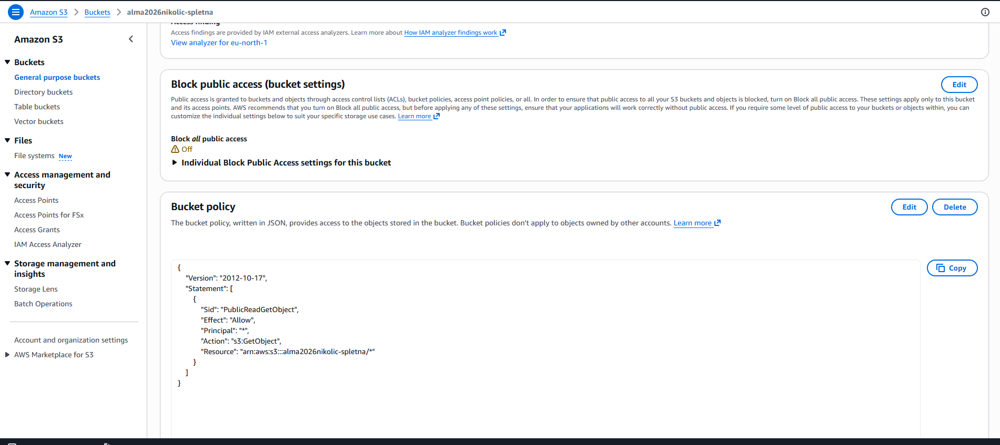 Amazon S3 > Buckets > alma2026nikolic-spletna
Amazon S3
Buckets
General purpose buckets
Directory buckets
Table buckets
Vector buckets
Files
File systems New
Access management and
security
Access Points
Access Points for FSx
Access Grants
IAM Access Analyzer
Storage management and
insights
Storage Lens
Batch Operations
Account and organization settings
AWS Marketplace for S3
Access finding
Access findings are provided by IAM external access analyzers. Learn more about How IAM analyzer findings work
View analyzer for eu-north-1
Block public access (bucket settings)
Edit
Public access is granted to buckets and objects through access control lists (ACLs), bucket policies, access point policies, or all. In order to ensure that public access to all your S3 buckets and objects is blocked, turn on Block all public access. These settings apply only to this bucket
and its access points. AWS recommends that you turn on Block all public access, but before applying any of these settings, ensure that your applications will work correctly without public access. If you require some level of public access to your buckets or objects within, you can
customize the individual settings below to suit your specific storage use cases. Learn more
Block all public access
Off
Individual Block Public Access settings for this bucket
Bucket policy
Edit Delete
The bucket policy, written in JSON, provides access to the objects stored in the bucket. Bucket policies don't apply to objects owned by other accounts. Learn more
Copy
{
"Version": "2012-10-17",
"Statement": [
{
"Sid": "PublicReadGetObject",
"Effect": "Allow",
"Principal": "*",
"Action": "s3:GetObject",
"Resource": "arn:aws:s3:::alma2026nikolic-spletna/*"
}
]
}